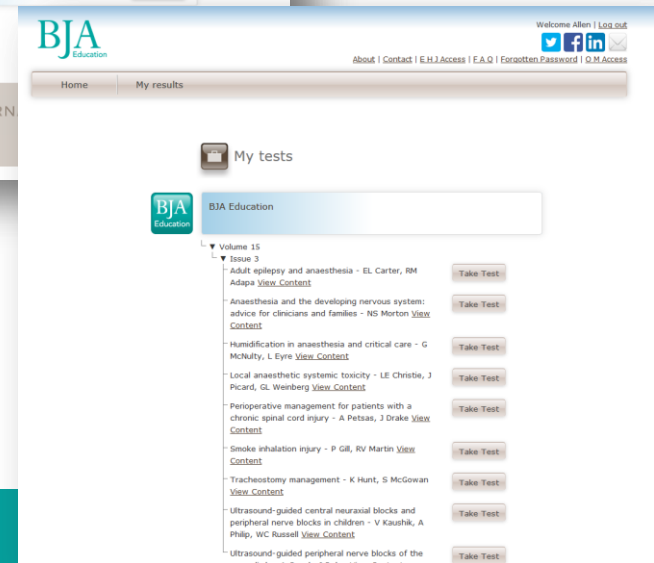 BJA
Education
Welcome Allen | Log out
About | Contact | E H J Access | F A Q | Forgotten Password | O M Access
Home
My results
My tests
BJA
Education
BJA Education
▼ Volume 15
▼ Issue 3
Adult epilepsy and anaesthesia - EL Carter, RM
Adapa View Content
Take Test
Anaesthesia and the developing nervous system:
advice for clinicians and families - NS Morton View
Content
Take Test
Humidification in anaesthesia and critical care - G
McNulty, L Eyre View Content
Take Test
Local anaesthetic systemic toxicity - LE Christie, J
Picard, GL Weinberg View Content
Take Test
Perioperative management for patients with a
chronic spinal cord injury - A Petsas, J Drake View
Content
Take Test
Smoke inhalation injury - P Gill, RV Martin View
Content
Take Test
Tracheostomy management - K Hunt, S McGowan
View Content
Take Test
Ultrasound-guided central neuraxial blocks and
peripheral nerve blocks in children - V Kaushik, A
Philip, WC Russell View Content
Take Test
Ultrasound-guided peripheral nerve blocks of the
Take Test